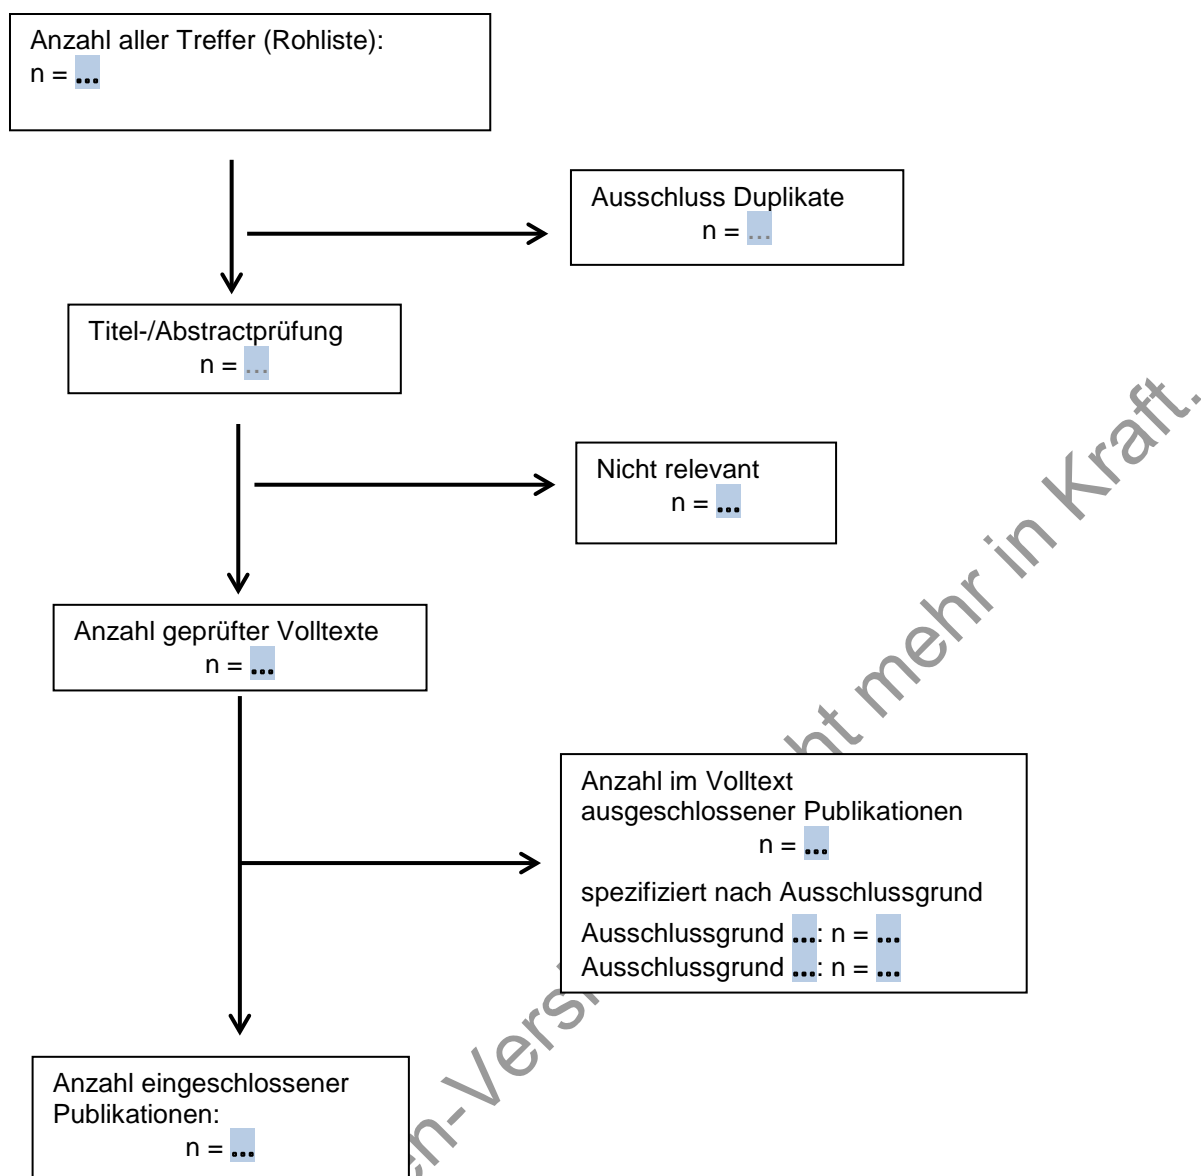 Anzahl aller Treffer (Rohliste):
n = ...
Ausschluss Duplikate
n = ...
Titel-/Abstractprüfung
n = ...
Nicht relevant
n = ...
Anzahl geprüfter Volltexte
n = ...
Anzahl im Volltext
ausgeschlossener Publikationen
n = ...
spezifiziert nach Ausschlussgrund
Ausschlussgrund ...: n = ...
Ausschlussgrund ...: n = ...
Anzahl eingeschlossener
Publikationen:
n = ...
mehr in Kraft.